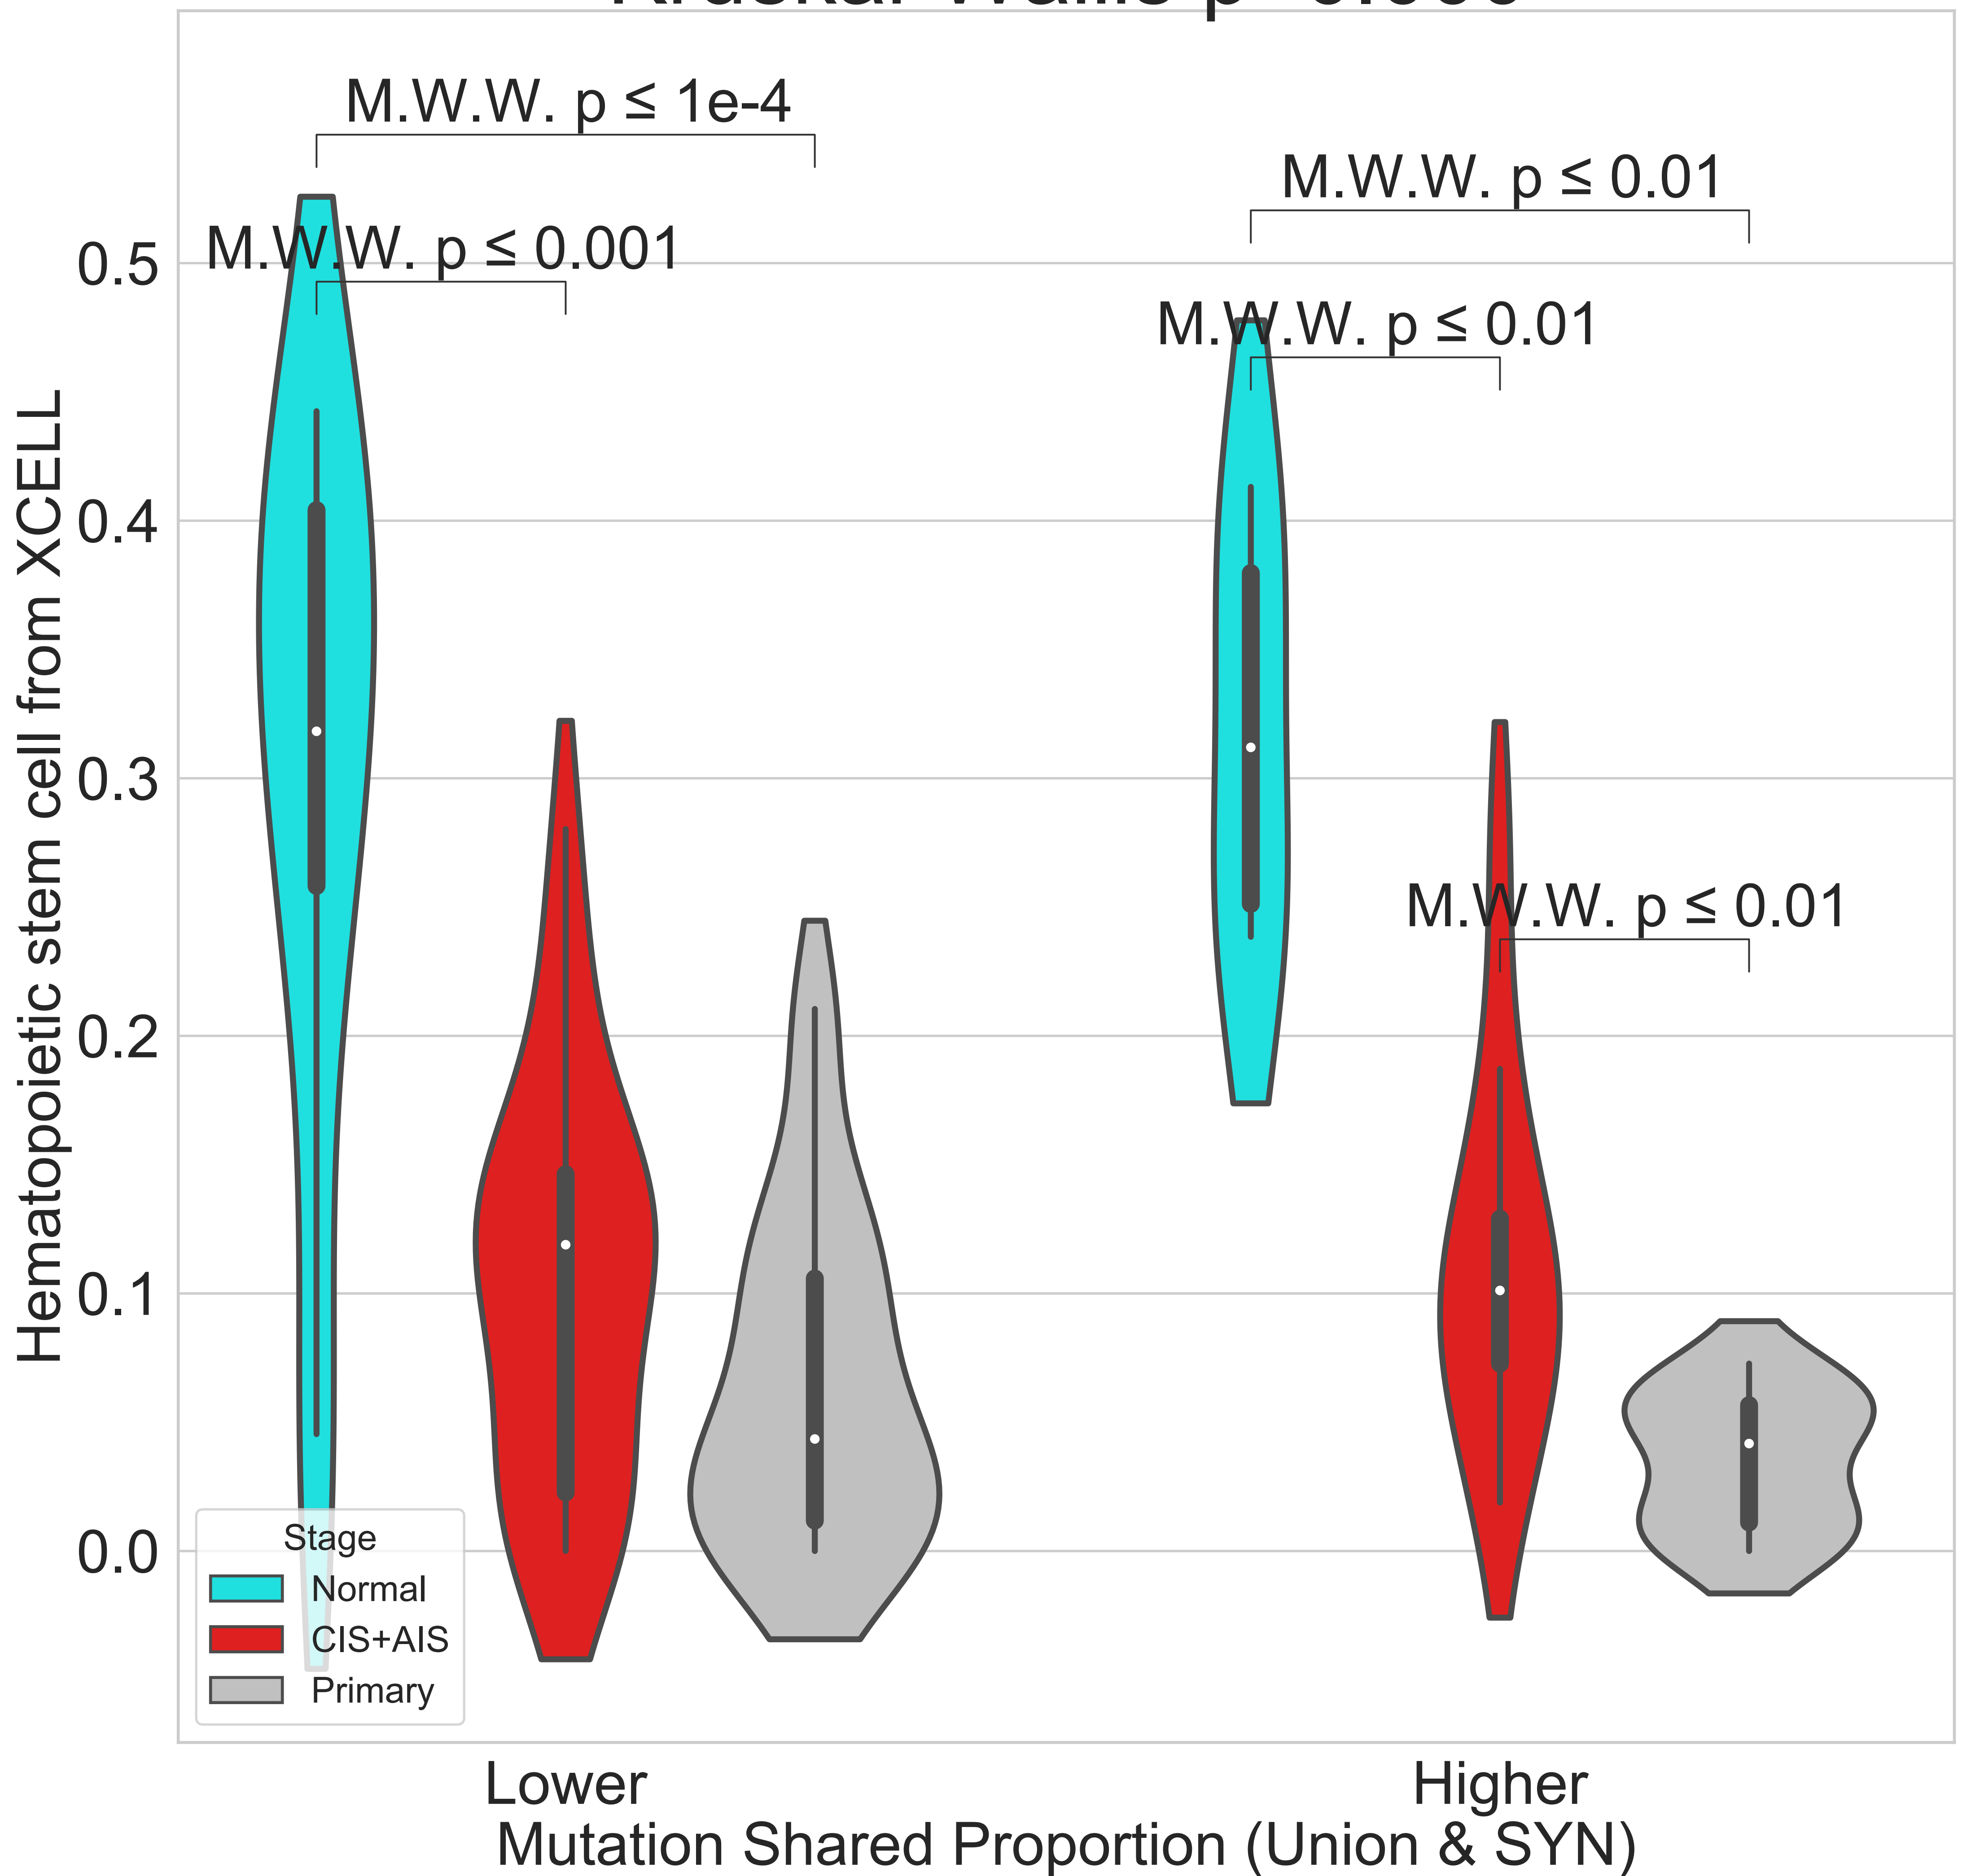 M.W.W. p ≤ 1e-4
M.W.W. p ≤ 0.01
M.W.W. p ≤ 0.001
M.W.W. p ≤ 0.01
M.W.W. p ≤ 0.01
Hematopoietic stem cell from XCELL
0.5
0.4
0.3
0.2
0.1
0.0
Stage
Normal
CIS+AIS
Primary
Lower
Higher
Mutation Shared Proportion (Union & SYN)